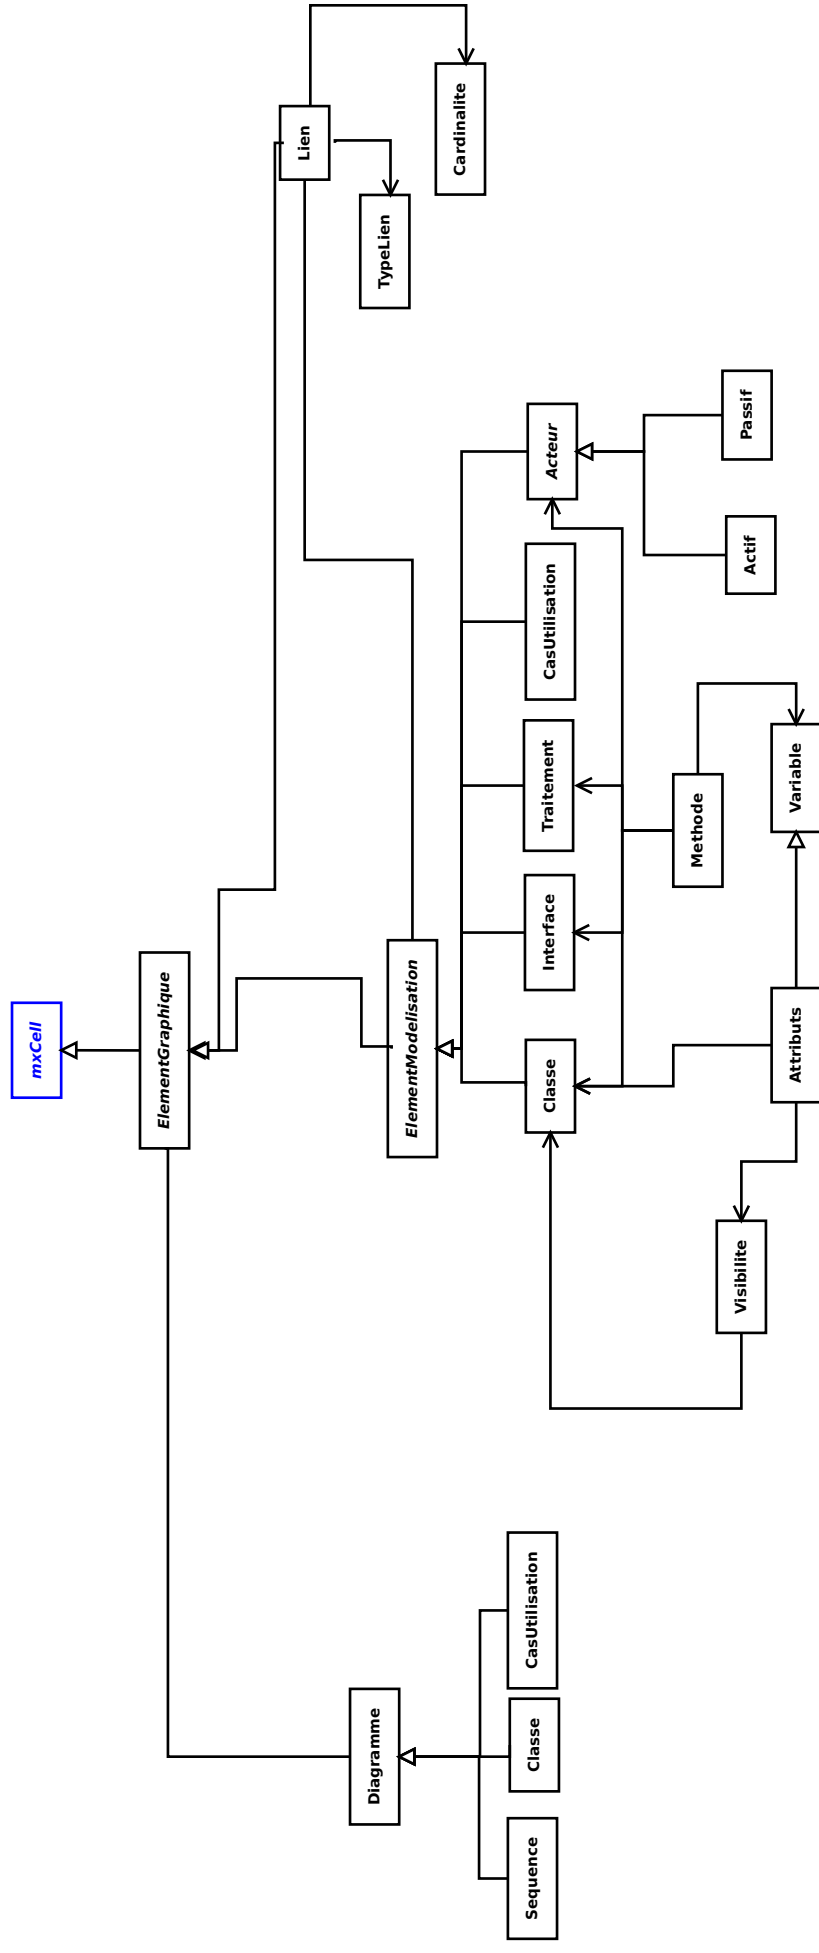 mxCell
ElementGraphique
Lien
Diagramme
ElementModelisation
TypeLien
Cardinalite
Sequence
Classe
CasUtilisation
Classe
Interface
Traitement
CasUtilisation
Acteur
Visibilite
Methode
Actif
Passif
Attributs
Variable